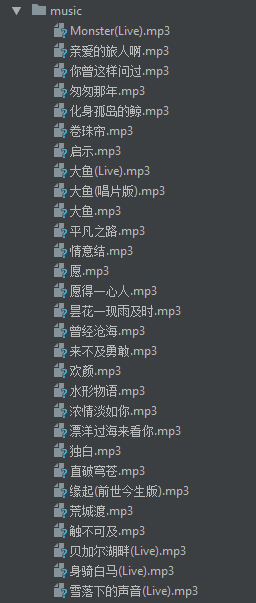 music
Monster(Live).mp3
亲爱的旅人啊.mp3
你曾这样问过.mp3
匆匆那年.mp3
化身孤岛的鲸.mp3
卷珠帘.mp3
启示.mp3
大鱼(Live).mp3
大鱼(唱片版).mp3
大鱼.mp3
平凡之路.mp3
情意结.mp3
愿.mp3
愿得一心人.mp3
昙花一现雨及时.mp3
曾经沧海.mp3
来不及勇敢.mp3
欢颜.mp3
水形物语.mp3
浓情淡如你.mp3
漂洋过海来看你.mp3
独白.mp3
直破穹苍.mp3
缘起(前世今生版).mp3
荒城渡.mp3
触不可及.mp3
贝加尔湖畔(Live).mp3
身骑白马(Live).mp3
雪落下的声音(Live).mp3